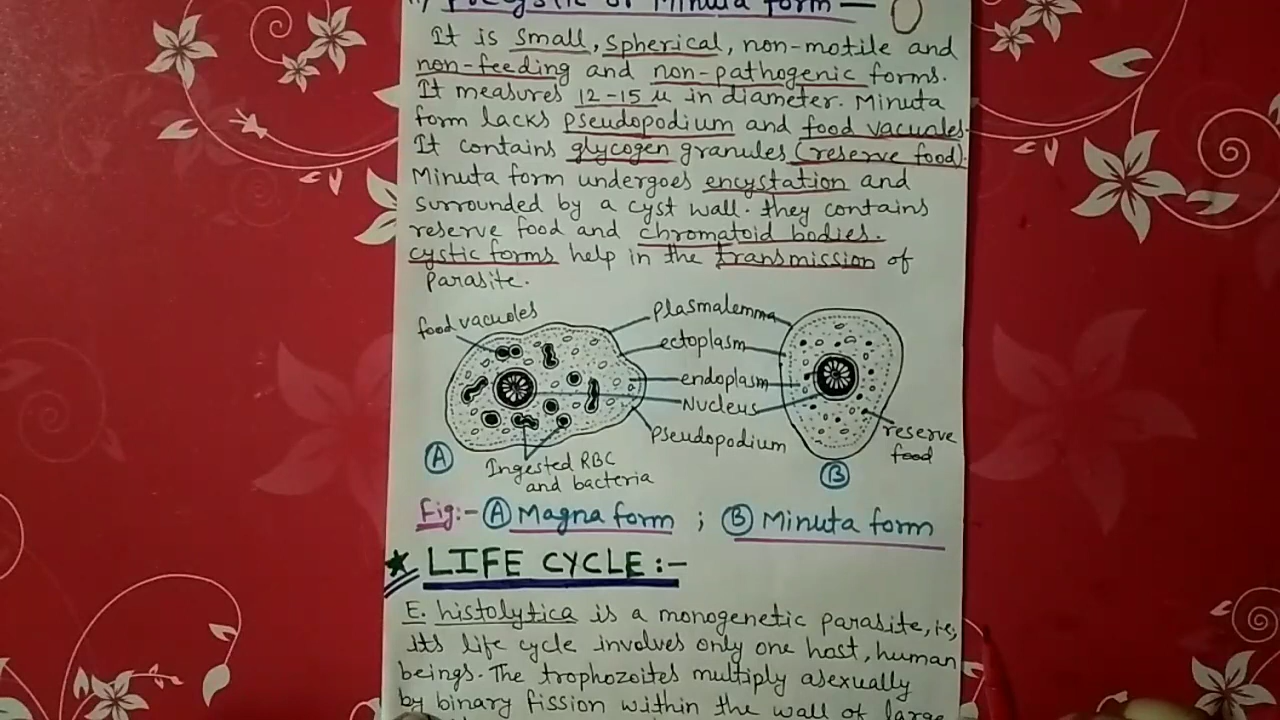 Minuta form —
It is small, spherical, non-motile and
non-feeding and non-pathogenic forms.
It measures 12-15 µ in diameter. Minuta
form lacks pseudopodium and food vacuoles.
It contains glycogen granules (reserve food).
Minuta form undergoes encystation and
surrounded by a cyst wall. they contains
reserve food and chromatoid bodies.
cystic forms help in the transmission of
parasite.
food vacuoles
plasmalemma
ectoplasm
endoplasm
Nucleus
pseudopodium
reserve
food
Ingested RBC
and bacteria
A
B
Fig:- A Magna form ; B Minuta form
★ LIFE CYCLE :-
E. histolytica is a monogenetic parasite, i.e,
its life cycle involves only one host, human
beings. The trophozoites multiply asexually
by binary fission within the wall of large